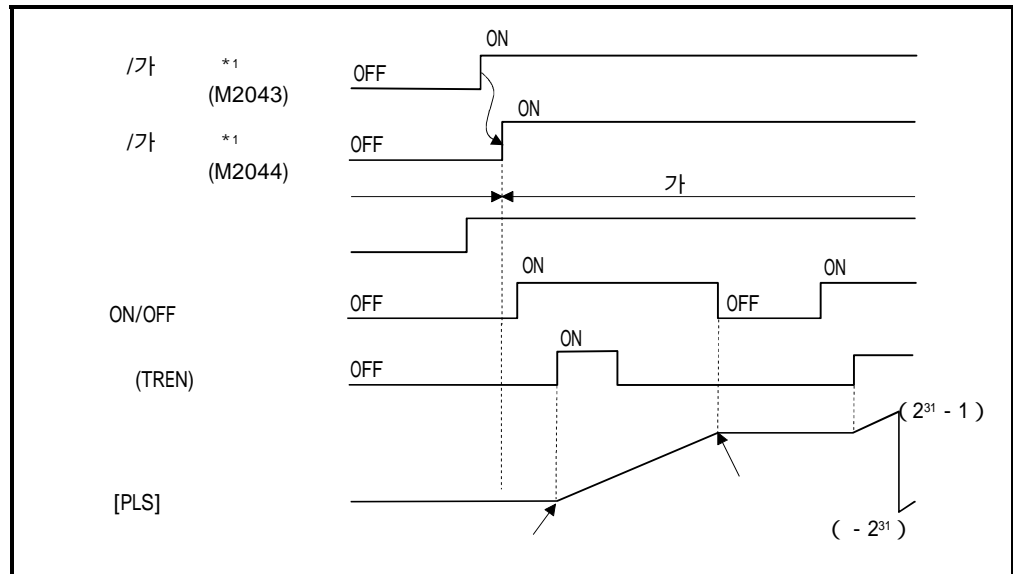 ON
/가 *1 OFF
(M2043)
ON
/가 *1 OFF
(M2044)
가
ON ON
ON/OFF OFF OFF
ON
(TREN) OFF
( 2³¹ - 1 )
[PLS]
( - 2³¹ )